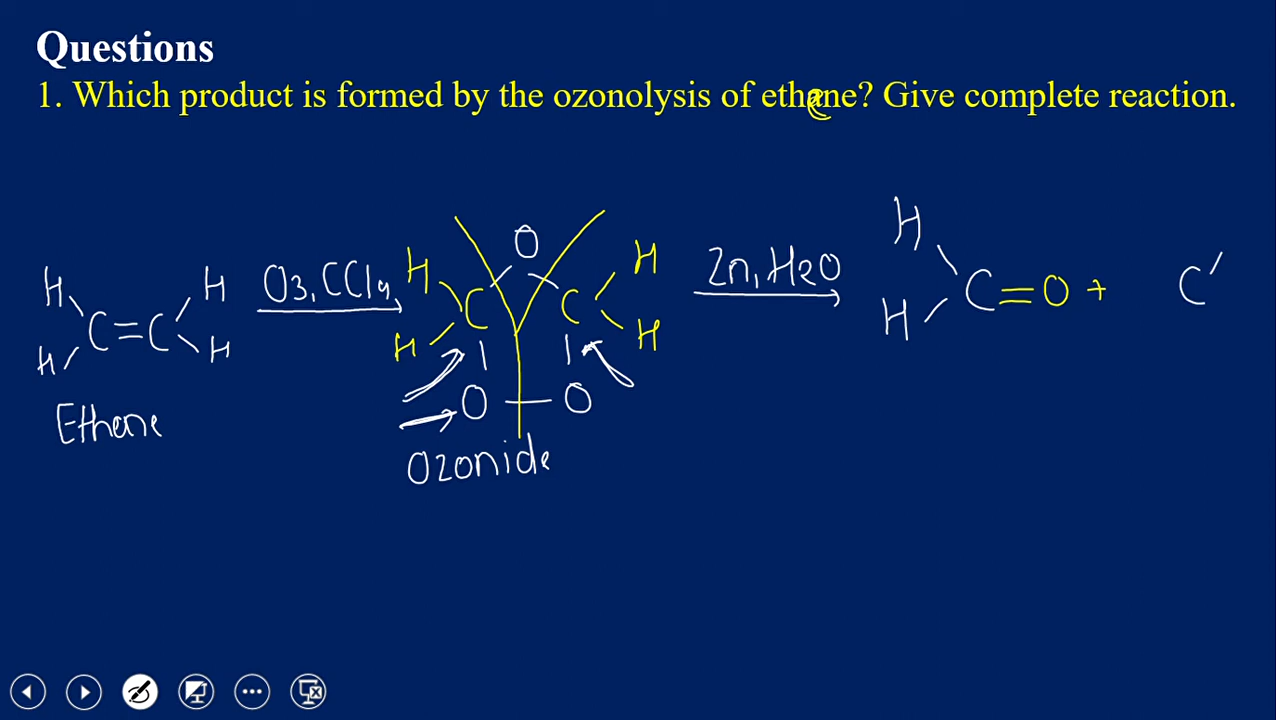 Questions
1. Which product is formed by the ozonolysis of ethene? Give complete reaction.
H H C=C H H
O3, CCl4
H H C O C H H
O — O
Zn, H2O
H H C=O + C
Ethene
Ozonide